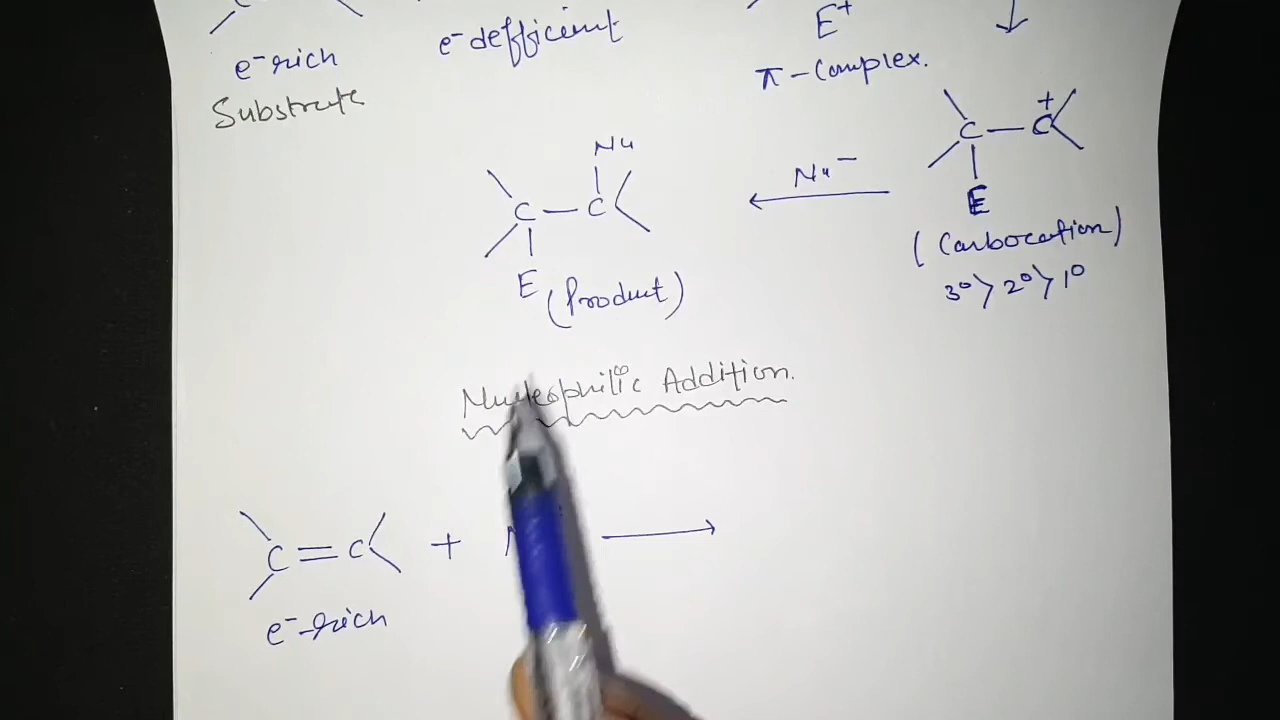 e⁻ rich
e⁻ defficient
E⁺
Substrate
π - Complex.
C — C⁺
E
(Carbocation)
3° > 2° > 1°
Nu⁻
Nu
C — C
E
(Product)
Nucleophilic Addition.
C = C + N
e⁻ - rich